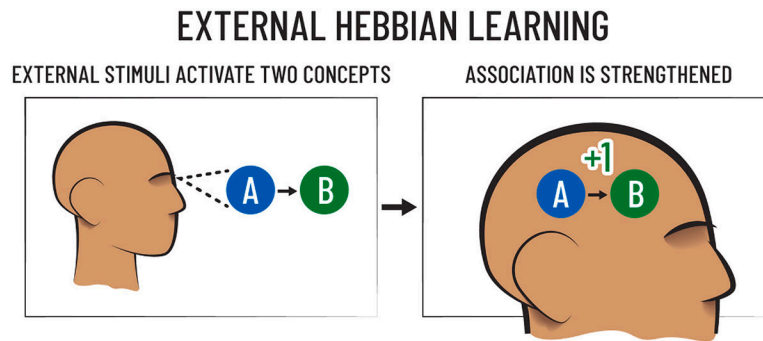 EXTERNAL HEBBIAN LEARNING
EXTERNAL STIMULI ACTIVATE TWO CONCEPTS
A B
ASSOCIATION IS STRENGTHENED
+1
A B